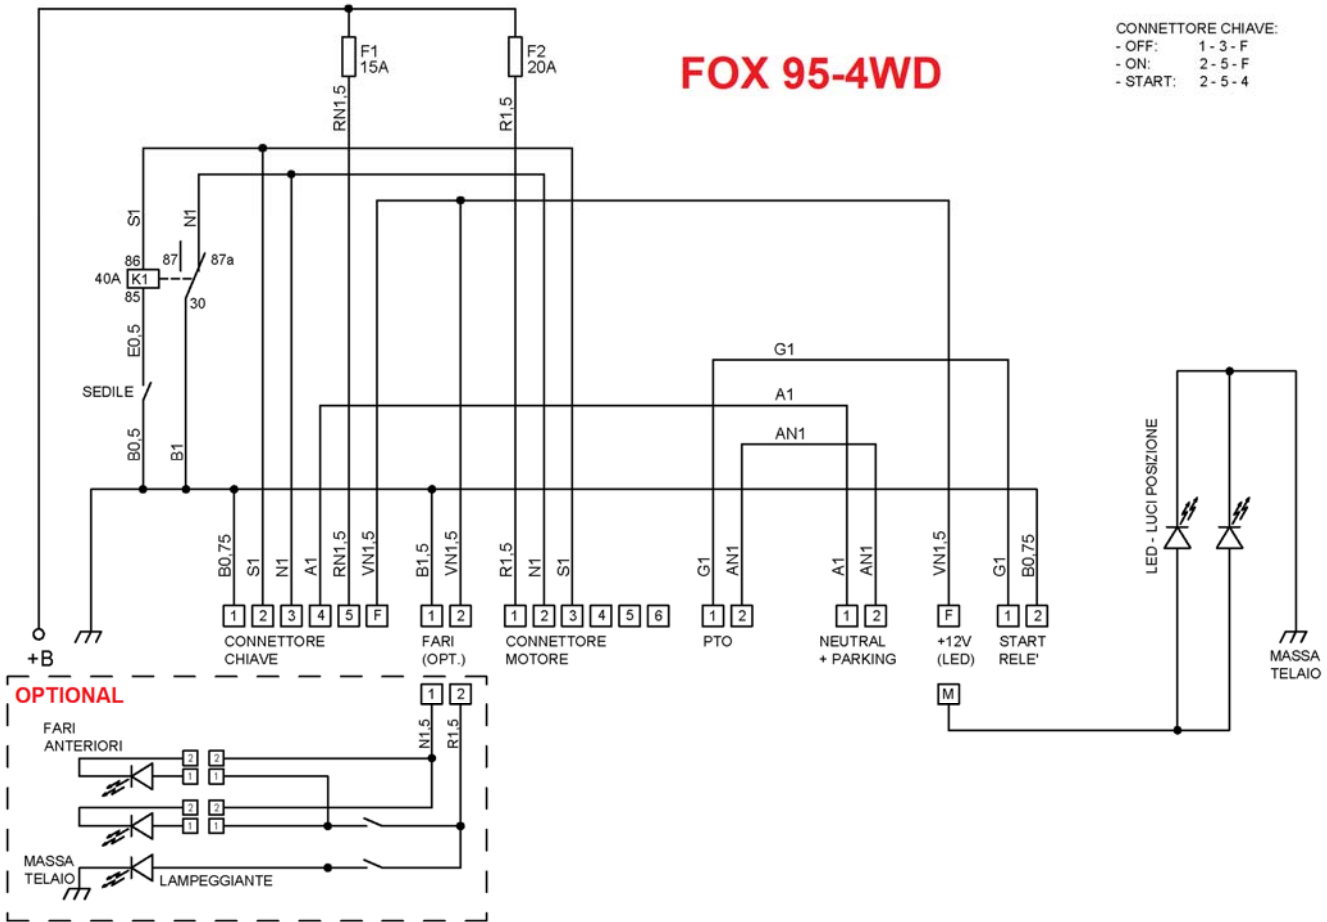 FOX 95-4WD
CONNETTORE CHIAVE:
- OFF: 1 - 3 - F
- ON: 2 - 5 - F
- START: 2 - 5 - 4
F1
15A
F2
20A
RN1,5
R1,5
S1
N1
86
87
87a
40A
K1
85
30
E0,5
SEDILE
B0,5
B1
G1
A1
AN1
LED - LUCI POSIZIONE
B0,75
S1
N1
A1
RN1,5
VN1,5
B1,5
VN1,5
R1,5
N1
S1
G1
AN1
A1
AN1
VN1,5
G1
B0,75
1 2 3 4 5 F
1 2
1 2 3 4 5 6
1 2
1 2
F
1 2
+B
CONNETTORE
CHIAVE
FARI
(OPT.)
CONNETTORE
MOTORE
PTO
NEUTRAL
+ PARKING
+12V
(LED)
START
RELE'
MASSA
TELAIO
OPTIONAL
1 2
M
FARI
ANTERIORI
N1,5
R1,5
2 2
1 1
2 2
1 1
MASSA
TELAIO
LAMPEGGIANTE